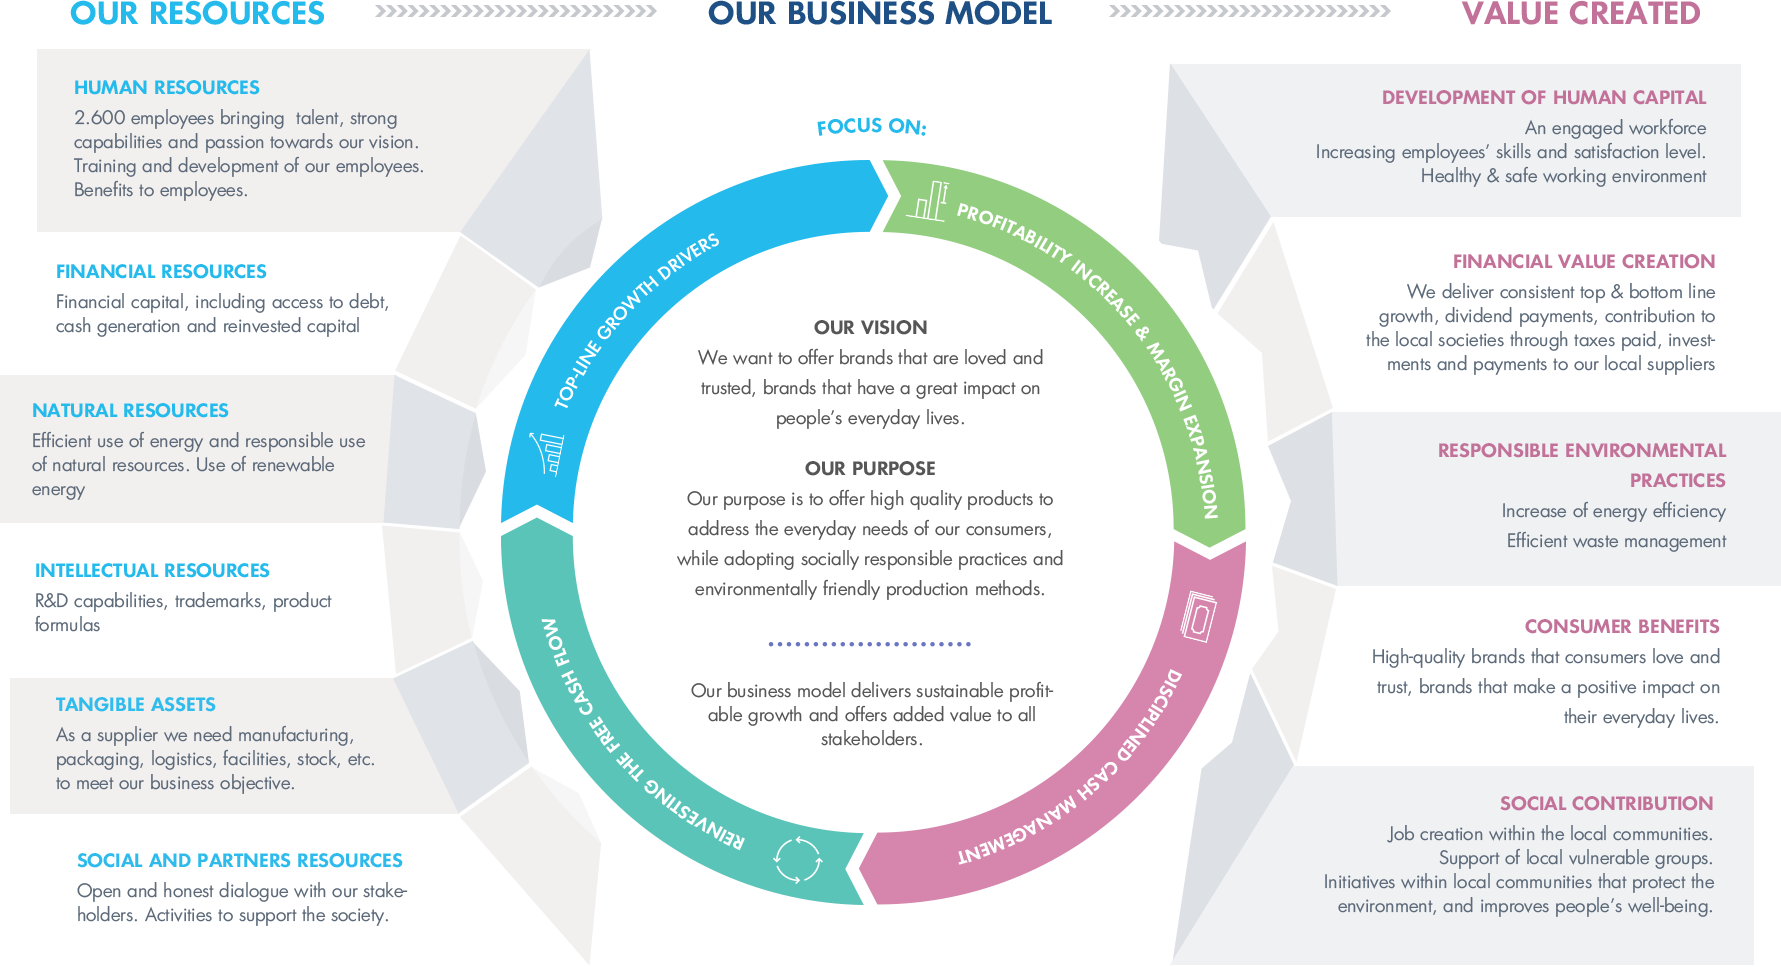 OUR RESOURCES
HUMAN RESOURCES
2.600 employees bringing  talent, strong
capabilities and passion towards our vision.
Training and development of our employees.
Benefits to employees.
FINANCIAL RESOURCES
Financial capital, including access to debt,
cash generation and reinvested capital
NATURAL RESOURCES
Efficient use of energy and responsible use
of natural resources. Use of renewable
energy
INTELLECTUAL RESOURCES
R&D capabilities, trademarks, product
formulas
TANGIBLE ASSETS
As a supplier we need manufacturing,
packaging, logistics, facilities, stock, etc.
to meet our business objective.
SOCIAL AND PARTNERS RESOURCES
Open and honest dialogue with our stake-
holders. Activities to support the society.
OUR BUSINESS MODEL
FOCUS ON:
TOP-LINE GROWTH DRIVERS
PROFITABILITY INCREASE & MARGIN EXPANSION
DISCIPLINED CASH MANAGEMENT
REINVESTING THE FREE CASH FLOW
OUR VISION
We want to offer brands that are loved and
trusted, brands that have a great impact on
people's everyday lives.
OUR PURPOSE
Our purpose is to offer high quality products to
address the everyday needs of our consumers,
while adopting socially responsible practices and
environmentally friendly production methods.
Our business model delivers sustainable profit-
able growth and offers added value to all
stakeholders.
VALUE CREATED
DEVELOPMENT OF HUMAN CAPITAL
An engaged workforce
Increasing employees' skills and satisfaction level.
Healthy & safe working environment
FINANCIAL VALUE CREATION
We deliver consistent top & bottom line
growth, dividend payments, contribution to
the local societies through taxes paid, invest-
ments and payments to our local suppliers
RESPONSIBLE ENVIRONMENTAL
PRACTICES
Increase of energy efficiency
Efficient waste management
CONSUMER BENEFITS
High-quality brands that consumers love and
trust, brands that make a positive impact on
their everyday lives.
SOCIAL CONTRIBUTION
Job creation within the local communities.
Support of local vulnerable groups.
Initiatives within local communities that protect the
environment, and improves people's well-being.